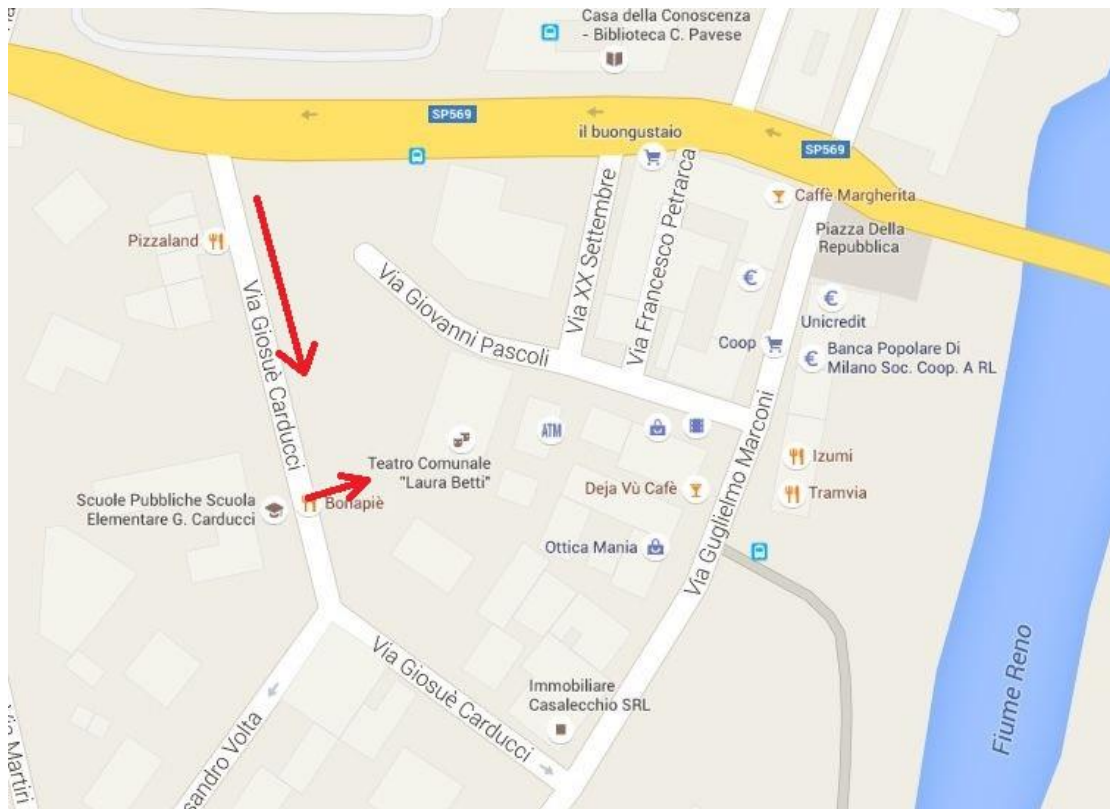 Casa della Conoscenza
- Biblioteca C. Pavese
SP569
il buongustaio
SP569
Caffè Margherita
Piazza Della
Repubblica
Pizzaland
Via XX Settembre
Via Francesco Petrarca
Via Giovanni Pascoli
Via Giosuè Carducci
Unicredit
Coop
Banca Popolare Di
Milano Soc. Coop. A RL
ATM
Teatro Comunale
"Laura Betti"
Izumi
Deja Vù Cafè
Tramvia
Scuole Pubbliche Scuola
Elementare G. Carducci
Bonapiè
Via Guglielmo Marconi
Ottica Mania
Via Giosuè Carducci
Immobiliare
Casalecchio SRL
Fiume Reno
sandro Volta
Via Martiri